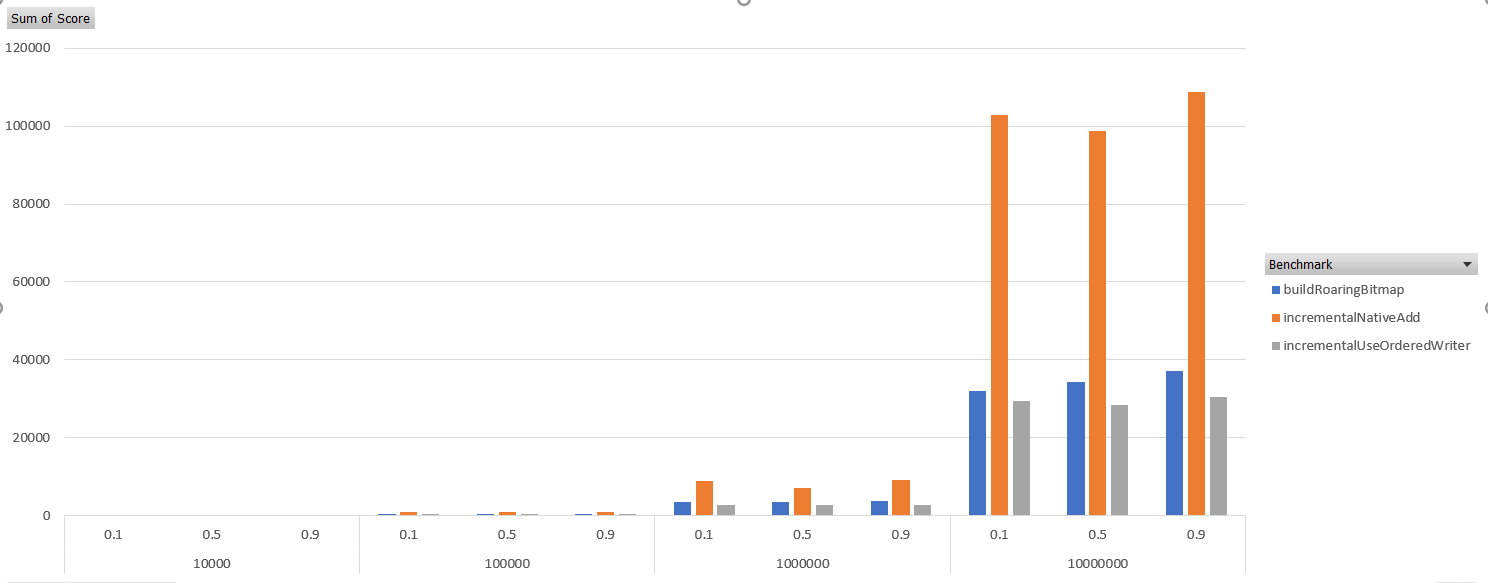 Sum of Score
120000
100000
80000
60000
40000
20000
0
0.1 0.5 0.9 0.1 0.5 0.9 0.1 0.5 0.9 0.1 0.5 0.9
10000 100000 1000000 10000000
Benchmark
buildRoaringBitmap
incrementalNativeAdd
incrementalUseOrderedWriter